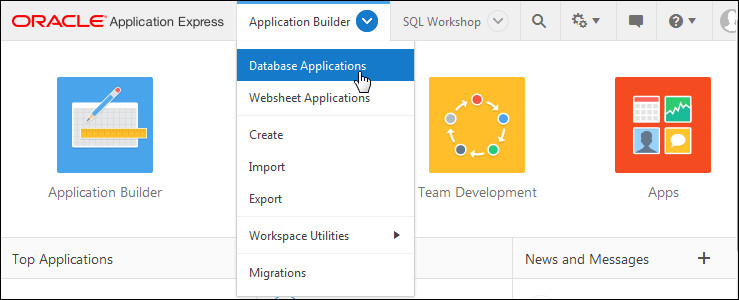 ORACLE Application Express
Application Builder
SQL Workshop
Database Applications
Websheet Applications
Create
Import
Export
Workspace Utilities
Migrations
Application Builder
Team Development
Apps
Top Applications
News and Messages